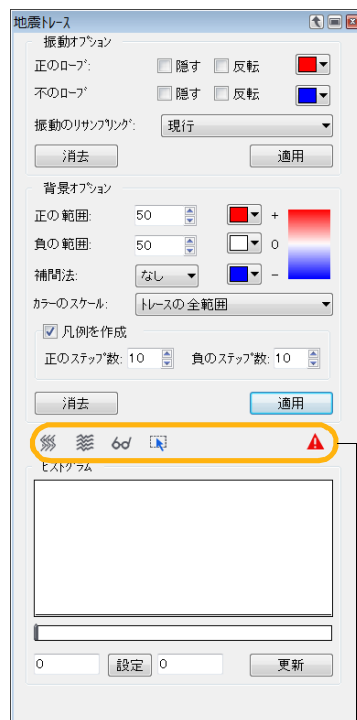 地震トレース
振動オプション
正のローブ: 隠す 反転
不のローブ 隠す 反転
振動のリサンプリング: 現行
消去 適用
背景オプション
正の範囲: 50 +
負の範囲: 50 0
補間法: なし −
カラーのスケール: トレースの全範囲
凡例を作成
正のステップ数: 10 負のステップ数: 10
消去 適用
ヒストグラム
0 設定 0 更新